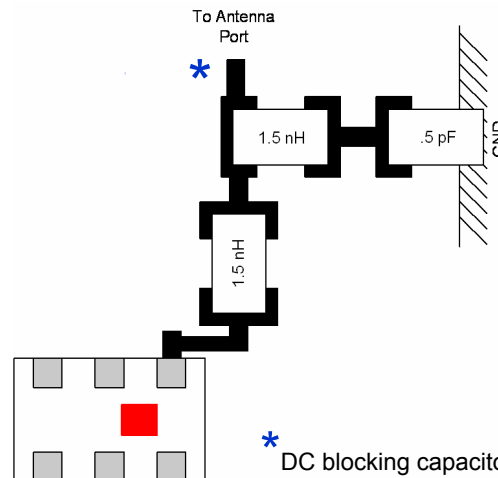 To Antenna
Port
*
1.5 nH
.5 pF
GND
1.5 nH
* DC blocking capacito